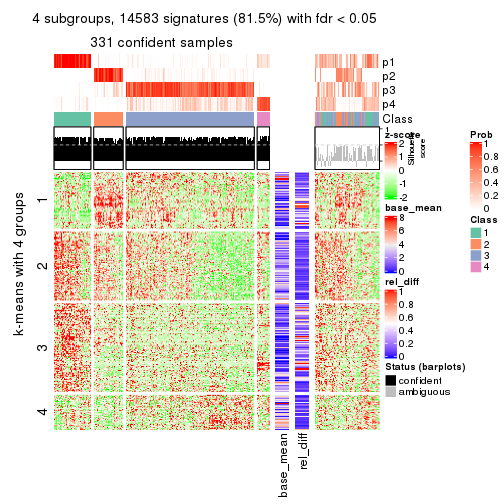 4 subgroups, 14583 signatures (81.5%) with fdr < 0.05
331 confident samples
p1
p2
p3
p4
Class
1
Silhouette
score
k-means with 4 groups
1
2
3
4
base_mean
rel_diff
z-score
2
1
0
-1
-2
base_mean
8
6
4
2
0
rel_diff
1
0.8
0.6
0.4
0.2
0
Status (barplots)
confident
ambiguous
Prob
1
0.8
0.6
0.4
0.2
0
Class
1
2
3
4